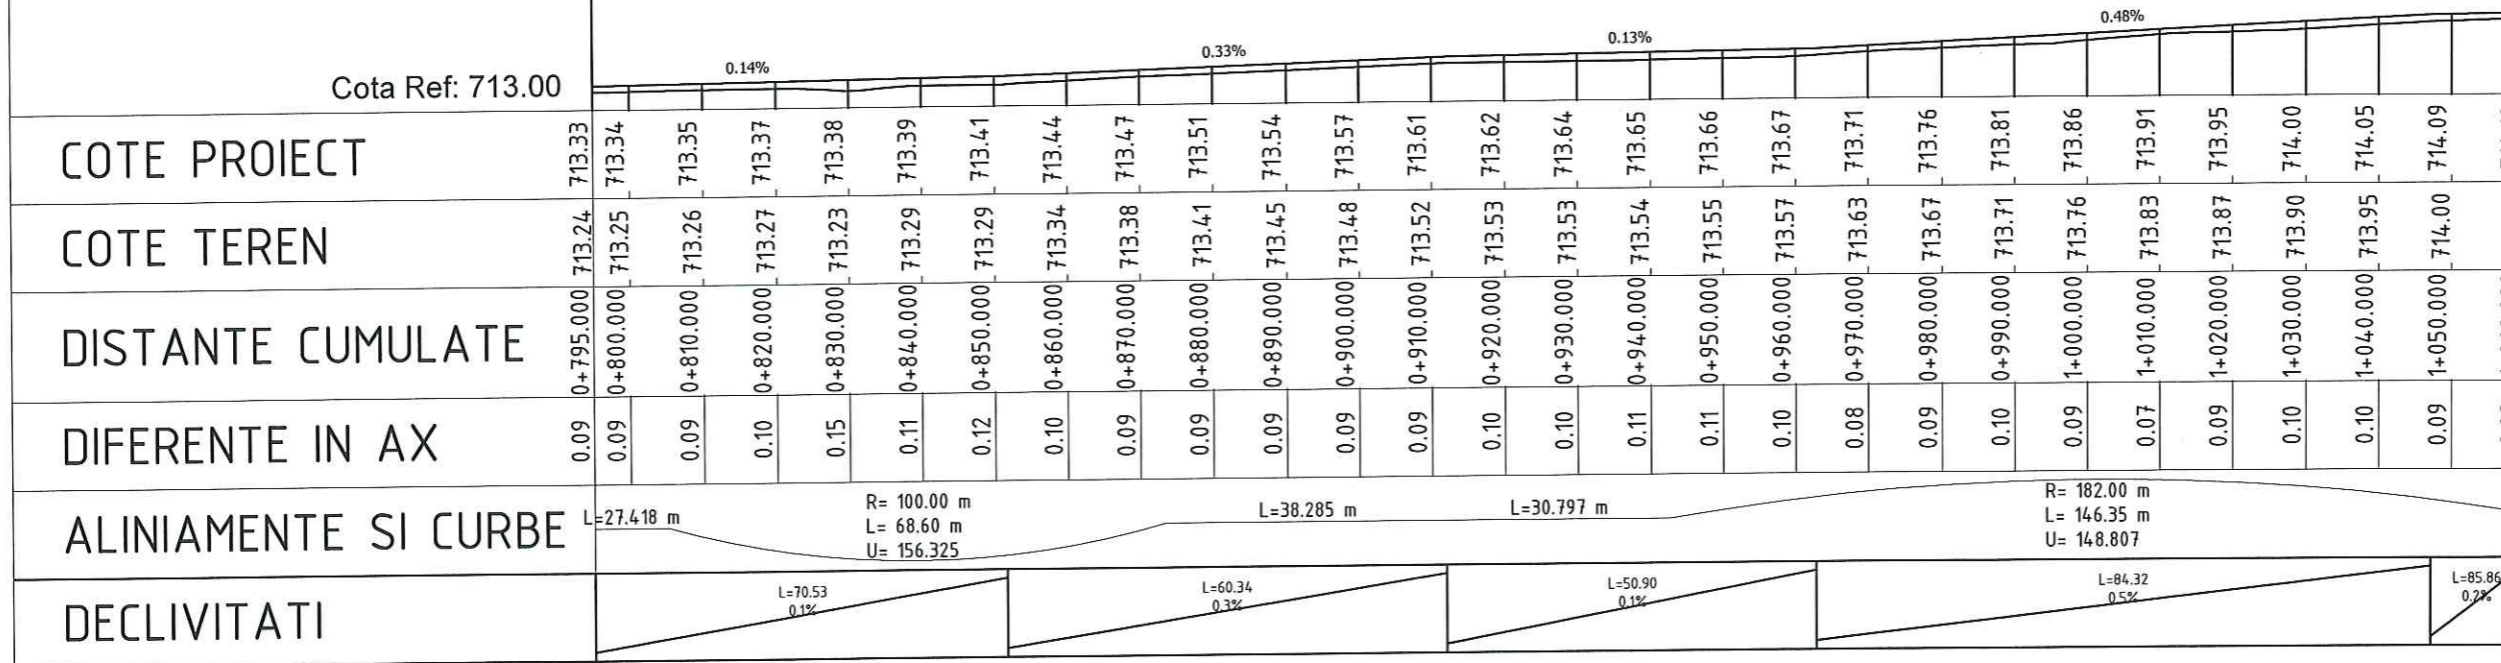 0.14%
0.33%
0.13%
0.48%
Cota Ref: 713.00
COTE PROIECT 713.33 713.34 713.35 713.37 713.38 713.39 713.41 713.44 713.47 713.51 713.54 713.57 713.61 713.62 713.64 713.65 713.66 713.67 713.71 713.76 713.81 713.86 713.91 713.95 714.00 714.05 714.09
COTE TEREN 713.24 713.25 713.26 713.27 713.23 713.29 713.29 713.34 713.38 713.41 713.45 713.48 713.52 713.53 713.53 713.54 713.55 713.57 713.63 713.67 713.71 713.76 713.83 713.87 713.90 713.95 714.00
DISTANTE CUMULATE 0+795.000 0+800.000 0+810.000 0+820.000 0+830.000 0+840.000 0+850.000 0+860.000 0+870.000 0+880.000 0+890.000 0+900.000 0+910.000 0+920.000 0+930.000 0+940.000 0+950.000 0+960.000 0+970.000 0+980.000 0+990.000 1+000.000 1+010.000 1+020.000 1+030.000 1+040.000 1+050.000
DIFERENTE IN AX 0.09 0.09 0.09 0.10 0.15 0.11 0.12 0.10 0.09 0.09 0.09 0.09 0.09 0.10 0.10 0.11 0.11 0.10 0.08 0.09 0.10 0.09 0.07 0.09 0.10 0.10 0.09
ALINIAMENTE SI CURBE
L=27.418 m
R= 100.00 m
L= 68.60 m
U= 156.325
L=38.285 m
L=30.797 m
R= 182.00 m
L= 146.35 m
U= 148.807
DECLIVITATI
L=70.53
0.1%
L=60.34
0.3%
L=50.90
0.1%
L=84.32
0.5%
L=85.86
0.2%